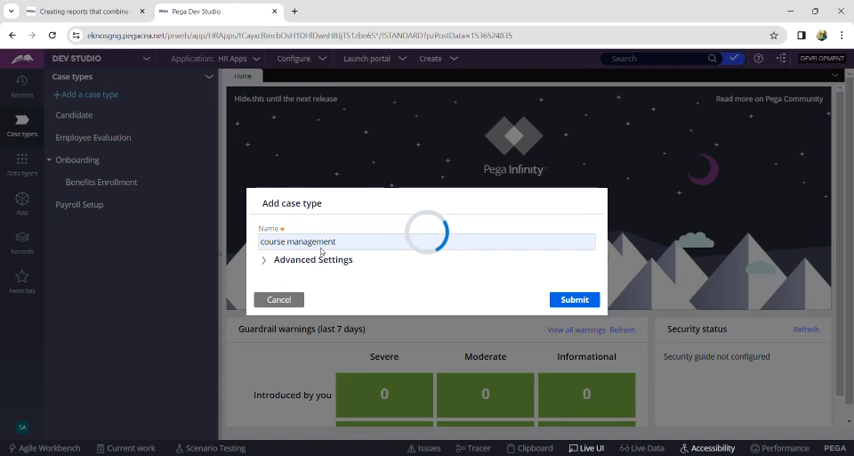 Creating reports that combine
Pega Dev Studio
DEV STUDIO
Application: HR Apps
Configure
Launch portal
Create
Search
DEVELOPMENT
Recents
Case types
Data types
App
Records
Favorites
SA
Case types
+Add a case type
Candidate
Employee Evaluation
Onboarding
Benefits Enrollment
Payroll Setup
Home
Hide this until the next release
Read more on Pega Community
Pega Infinity
Add case type
Name
course management
Advanced Settings
Cancel
Submit
Guardrail warnings (last 7 days)
View all warnings Refresh
Severe Moderate Informational
Introduced by you 0 0 0
Security status
Refresh
Security guide not configured
Agile Workbench
Current work
Scenario Testing
Issues
Tracer
Clipboard
Live UI
Live Data
Accessibility
Performance
PEGA